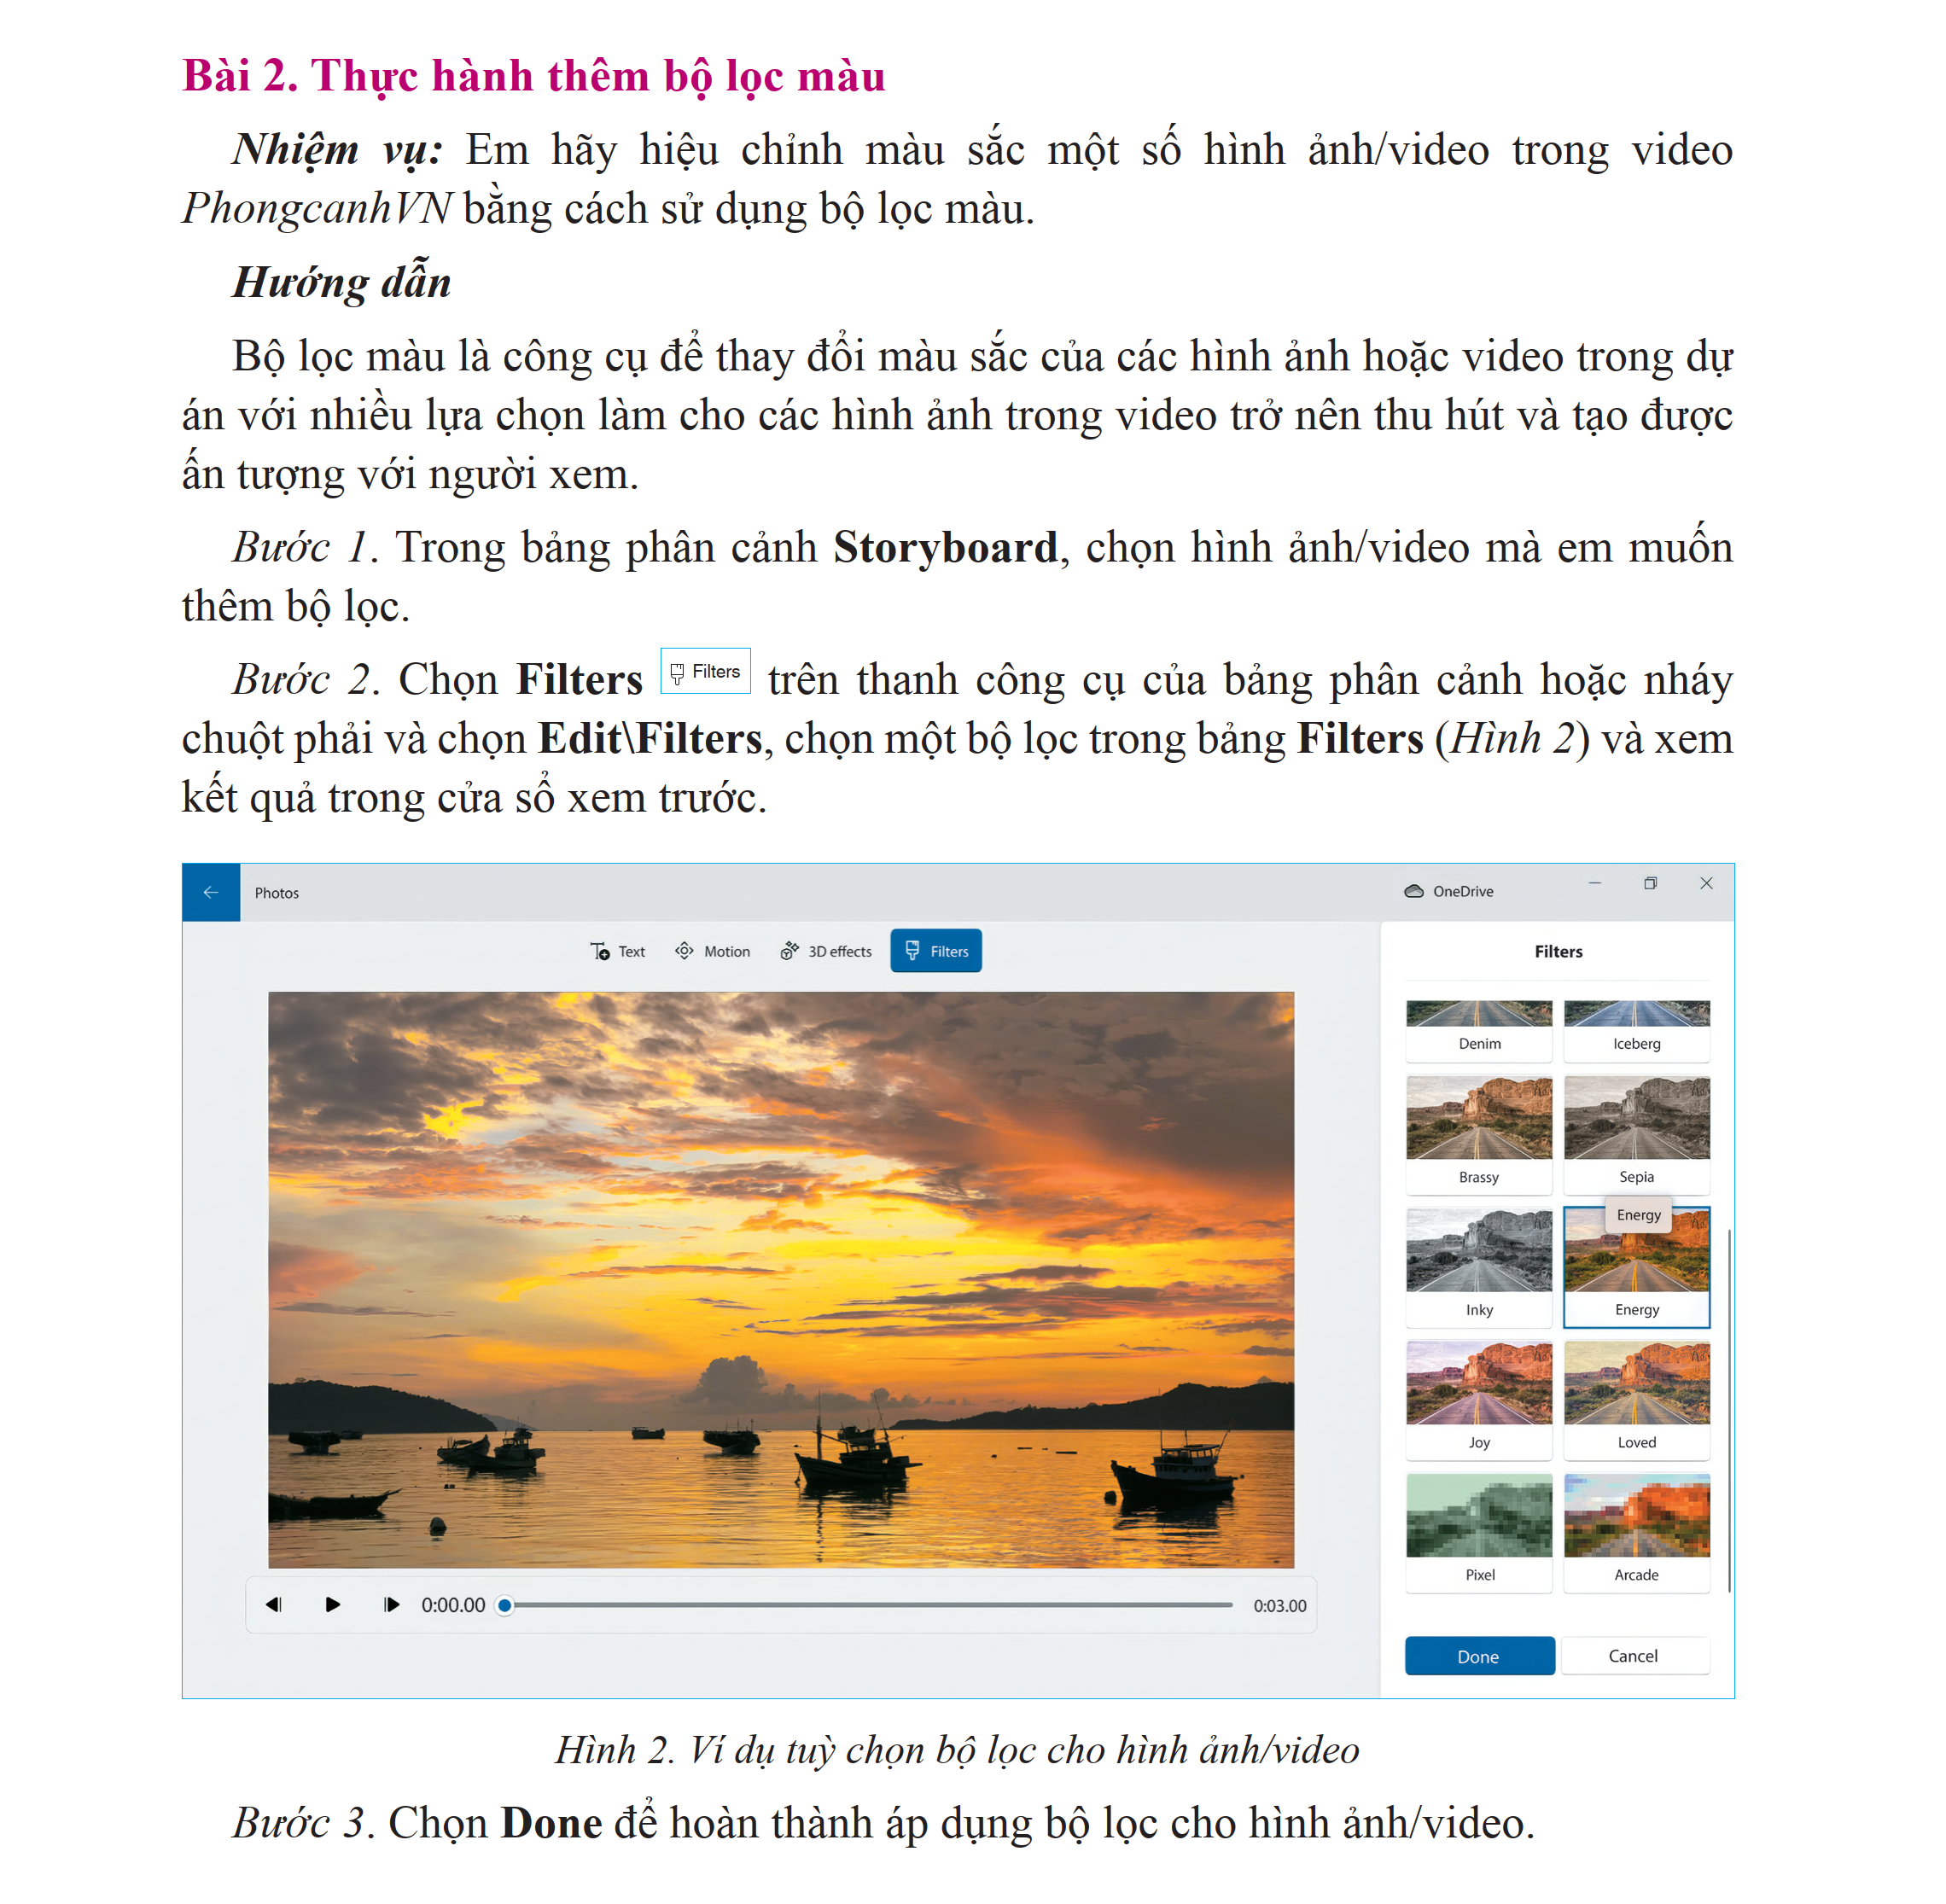 Bài 2. Thực hành thêm bộ lọc màu
Nhiệm vụ: Em hãy hiệu chỉnh màu sắc một số hình ảnh/video trong video
PhongcanhVN bằng cách sử dụng bộ lọc màu.
Hướng dẫn
Bộ lọc màu là công cụ để thay đổi màu sắc của các hình ảnh hoặc video trong dự
án với nhiều lựa chọn làm cho các hình ảnh trong video trở nên thu hút và tạo được
ấn tượng với người xem.
Bước 1. Trong bảng phân cảnh Storyboard, chọn hình ảnh/video mà em muốn
thêm bộ lọc.
Bước 2. Chọn Filters Filters trên thanh công cụ của bảng phân cảnh hoặc nháy
chuột phải và chọn Edit\Filters, chọn một bộ lọc trong bảng Filters (Hình 2) và xem
kết quả trong cửa sổ xem trước.
Photos OneDrive
Text Motion 3D effects Filters
Filters
Denim Iceberg
Brassy Sepia
Energy
Inky Energy
Joy Loved
Pixel Arcade
0:00.00 0:03.00
Done Cancel
Hình 2. Ví dụ tuỳ chọn bộ lọc cho hình ảnh/video
Bước 3. Chọn Done để hoàn thành áp dụng bộ lọc cho hình ảnh/video.